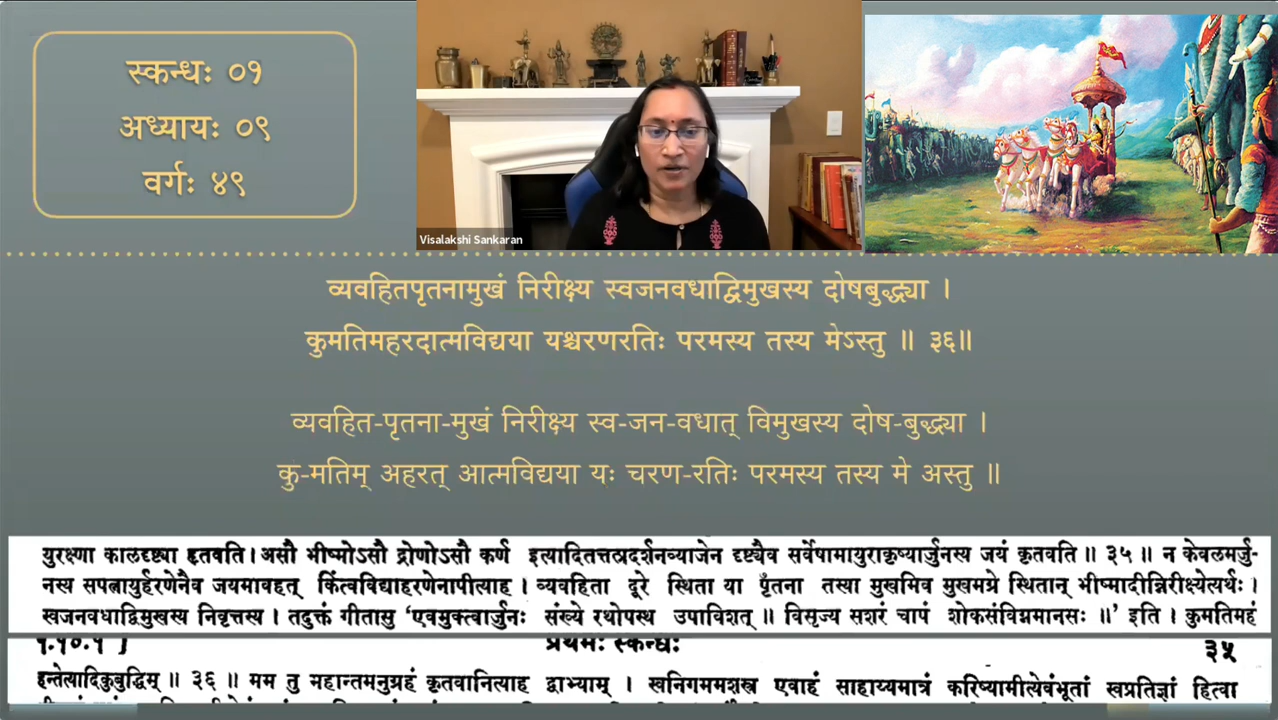 स्कन्धः ०१
अध्यायः ०९
वर्गः ४९
Visalakshi Sankaran
व्यवहितपृतनामुखं निरीक्ष्य स्वजनवधाद्विमुखस्य दोषबुद्ध्या ।
कुमतिमहरदात्मविद्यया यश्चरणरतिः परमस्य तस्य मेऽस्तु ॥ ३६॥
व्यवहित-पृतना-मुखं निरीक्ष्य स्व-जन-वधात् विमुखस्य दोष-बुद्ध्या ।
कु-मतिम् अहरत् आत्मविद्यया यः चरण-रतिः परमस्य तस्य मे अस्तु ॥
युरक्ष्णा कालदृष्ट्या हृतवति । असौ भीष्मोऽसौ द्रोणोऽसौ कर्ण इत्यादितत्तत्प्रदर्शनव्याजेन दृष्ट्यैव सर्वेषामायुराकृष्यार्जुनस्य जयं कृतवति ॥ ३५ ॥ न केवलमर्जु-
नस्य सपत्नायुर्हरणेनैव जयमावहत् किंत्वविद्याहरणेनापीत्याह । व्यवहिता दूरे स्थिता या पृतना तस्या मुखमिव मुखमग्रे स्थितान् भीष्मादीन्निरीक्ष्येत्यर्थः ।
स्वजनवधाद्विमुखस्य निवृत्तस्य । तदुक्तं गीतासु 'एवमुक्त्वार्जुनः संख्ये रथोपस्थ उपाविशत् ॥ विसृज्य सशरं चापं शोकसंविग्नमानसः ॥' इति । कुमतिमहं
१.१०.१ ] प्रथमः स्कन्धः ३५
हन्तेत्यादिकुबुद्धिम् ॥ ३६ ॥ मम तु महान्तमनुग्रहं कृतवानित्याह द्वाभ्याम् । स्वनिगममशस्त्र एवाहं साहाय्यमात्रं करिष्यामीत्येवंभूतां स्वप्रतिज्ञां हित्वा